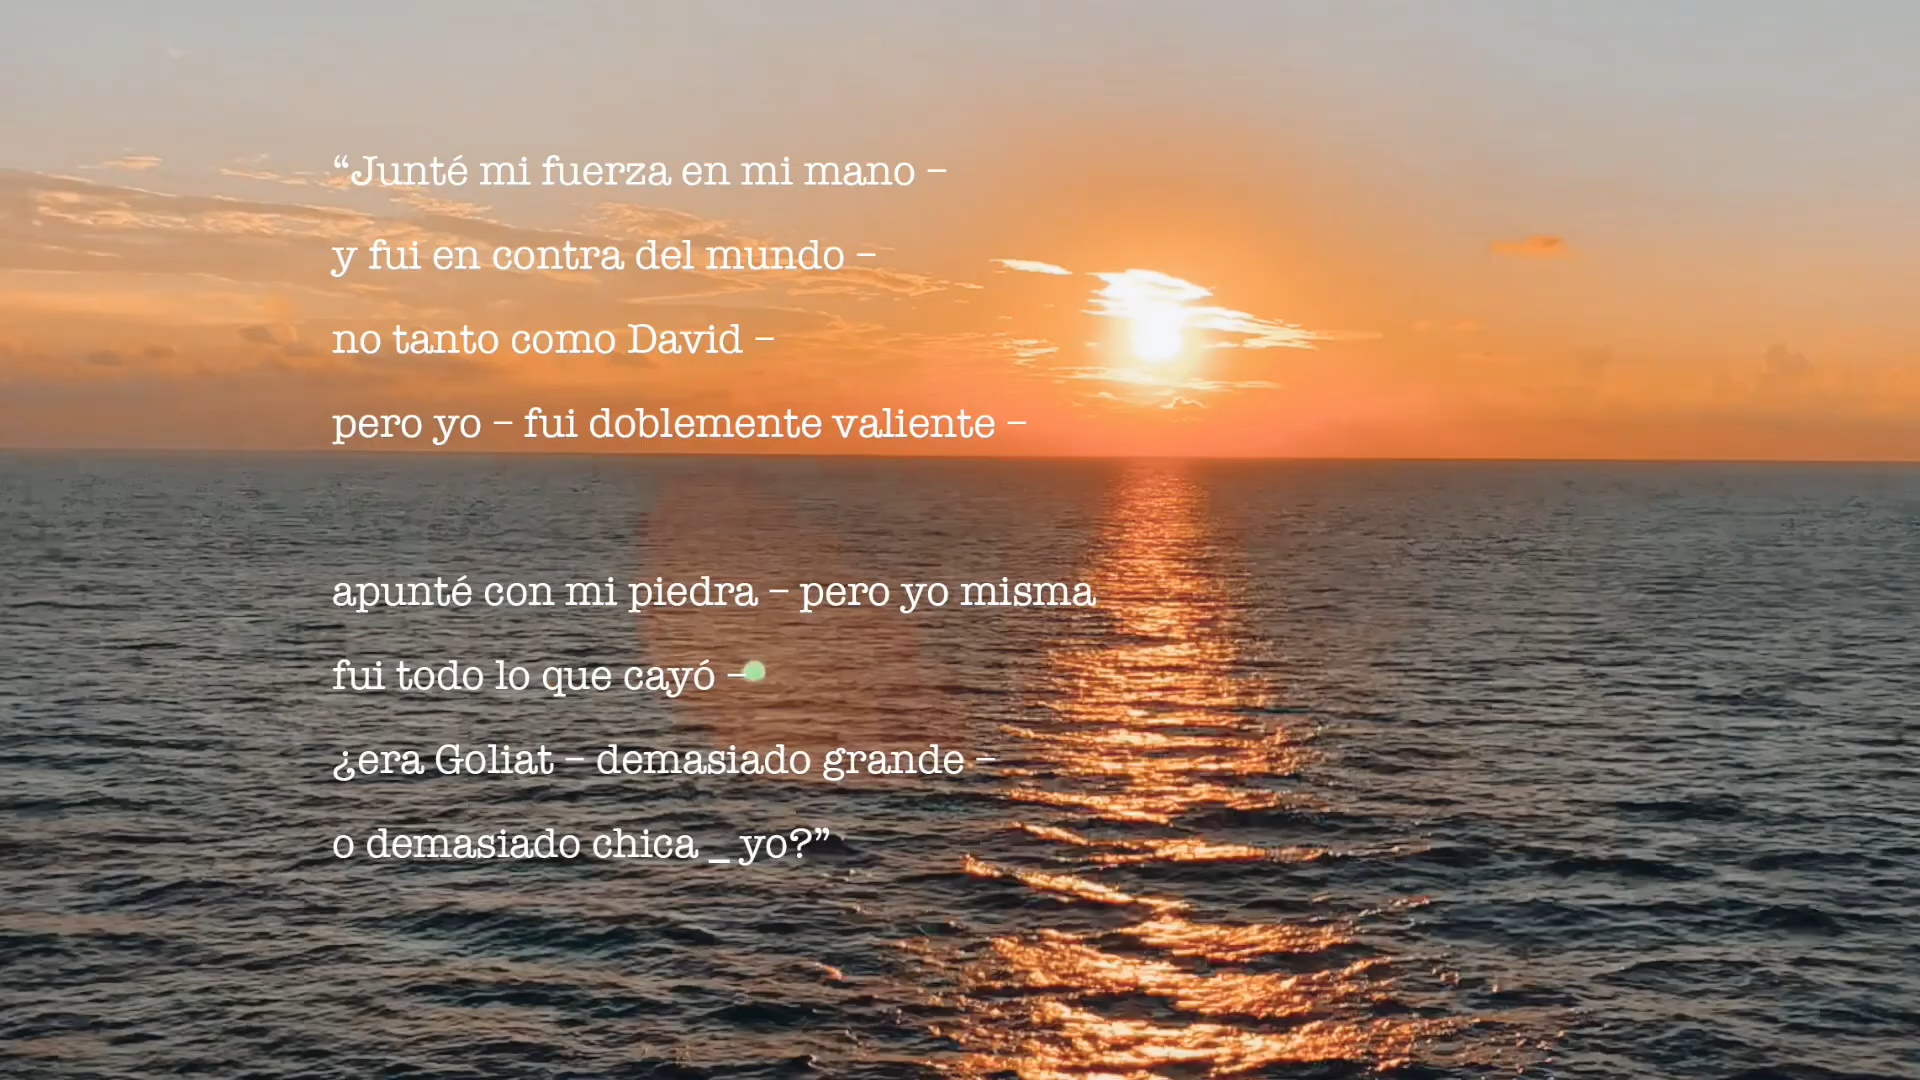 “Junté mi fuerza en mi mano –
y fui en contra del mundo –
no tanto como David –
pero yo – fui doblemente valiente –
apunté con mi piedra – pero yo misma
fui todo lo que cayó –
¿era Goliat – demasiado grande –
o demasiado chica _ yo?”